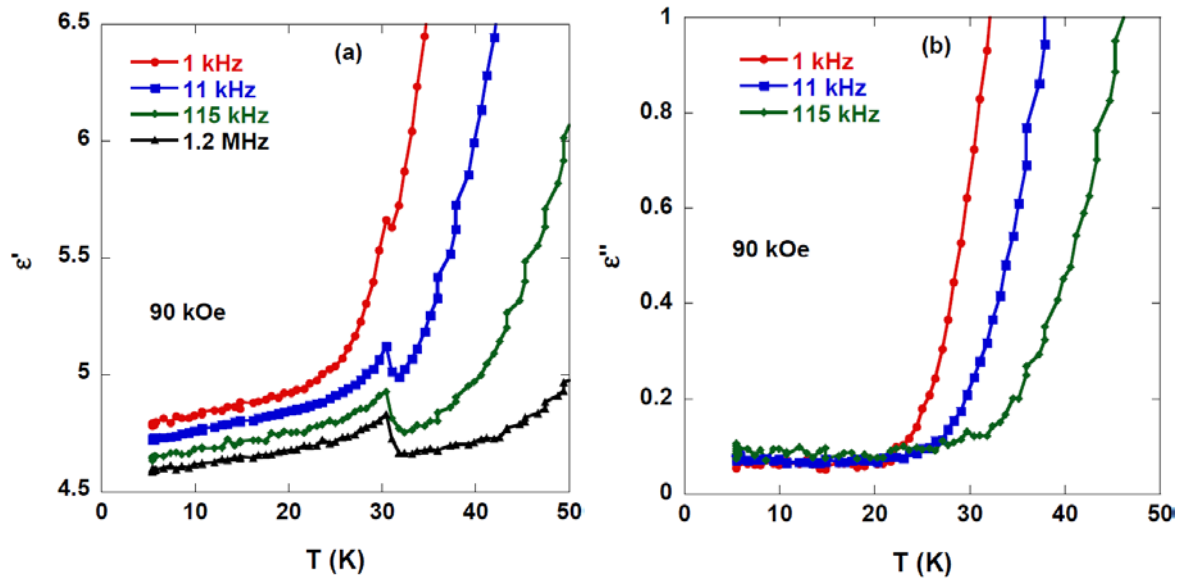 (a)
1 kHz
11 kHz
115 kHz
1.2 MHz
90 kOe
ε'
6.5
6
5.5
5
4.5
0 10 20 30 40 50
T (K)
(b)
1 kHz
11 kHz
115 kHz
90 kOe
ε''
1
0.8
0.6
0.4
0.2
0
0 10 20 30 40 50
T (K)